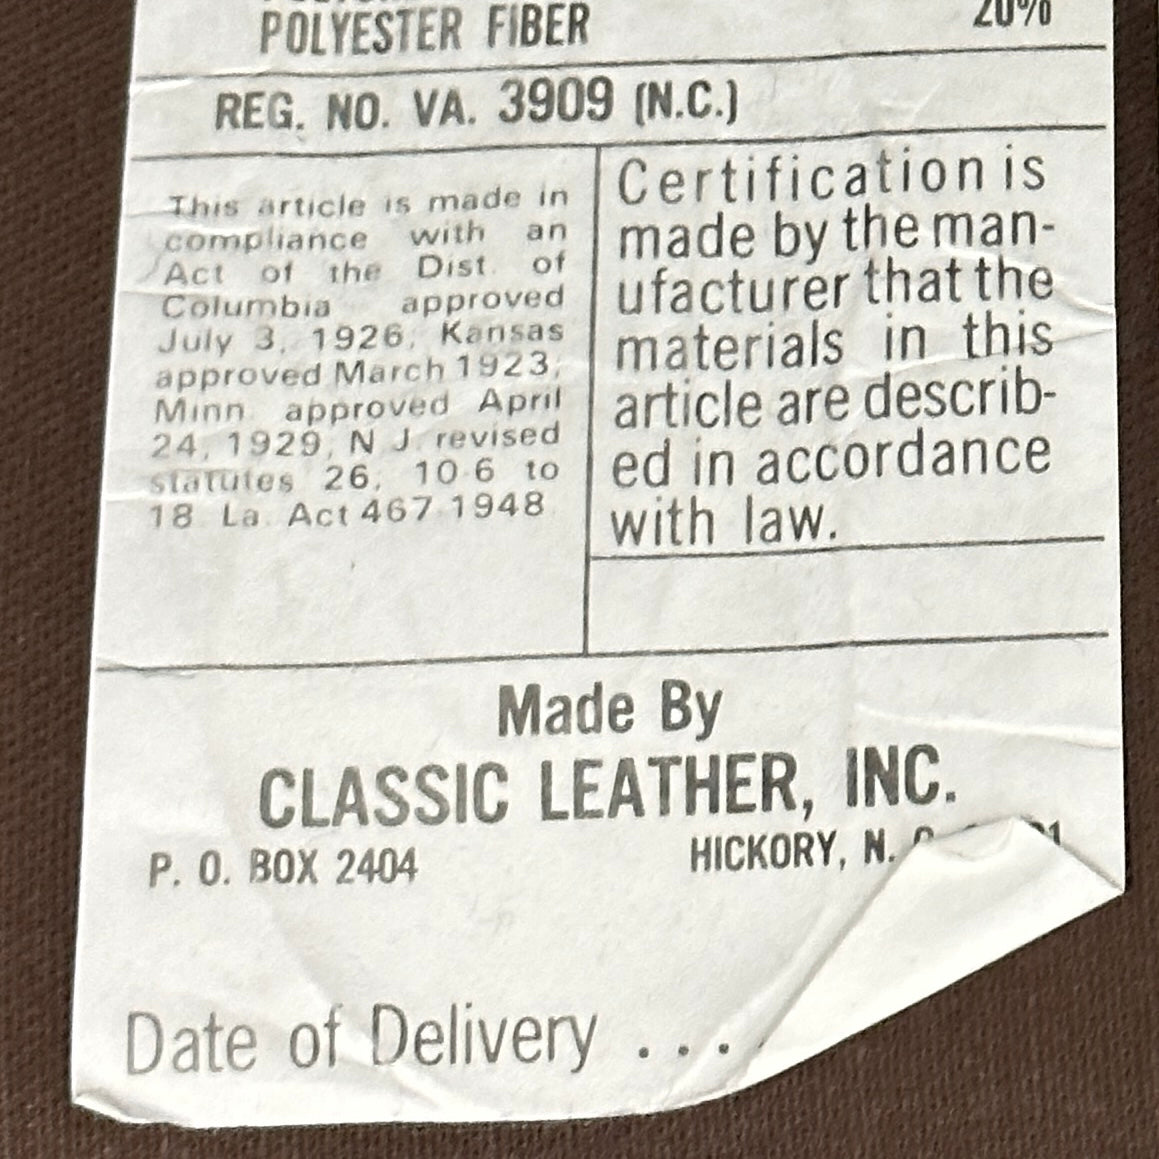 POLYESTER FIBER 20%
REG. NO. VA. 3909 (N.C.)
This article is made in
compliance with an
Act of the Dist. of
Columbia approved
July 3, 1926; Kansas
approved March 1923;
Minn. approved April
24, 1929; N.J. revised
statutes 26; 10-6 to
18. La. Act 467-1948
Certification is
made by the man-
ufacturer that the
materials in this
article are describ-
ed in accordance
with law.
Made By
CLASSIC LEATHER, INC.
P. O. BOX 2404 HICKORY, N.
Date of Delivery . . .